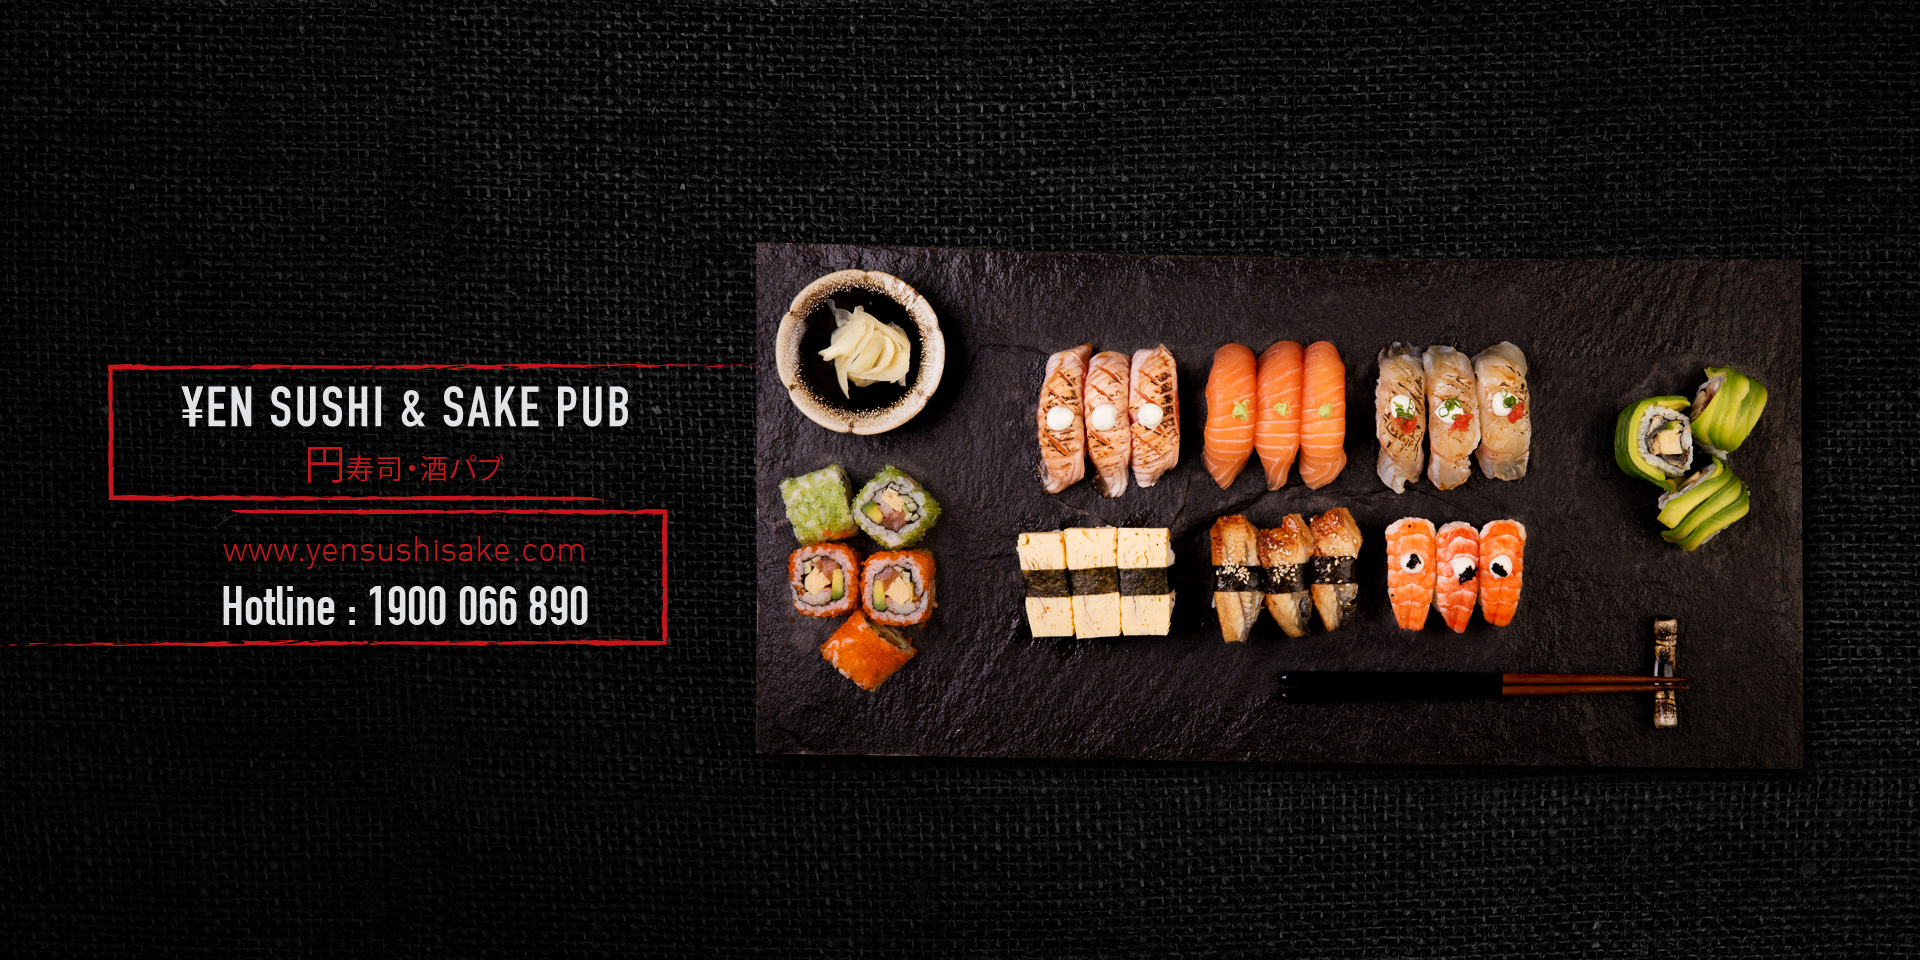 ¥EN SUSHI & SAKE PUB
円寿司・酒パブ
www.yensushisake.com
Hotline : 1900 066 890